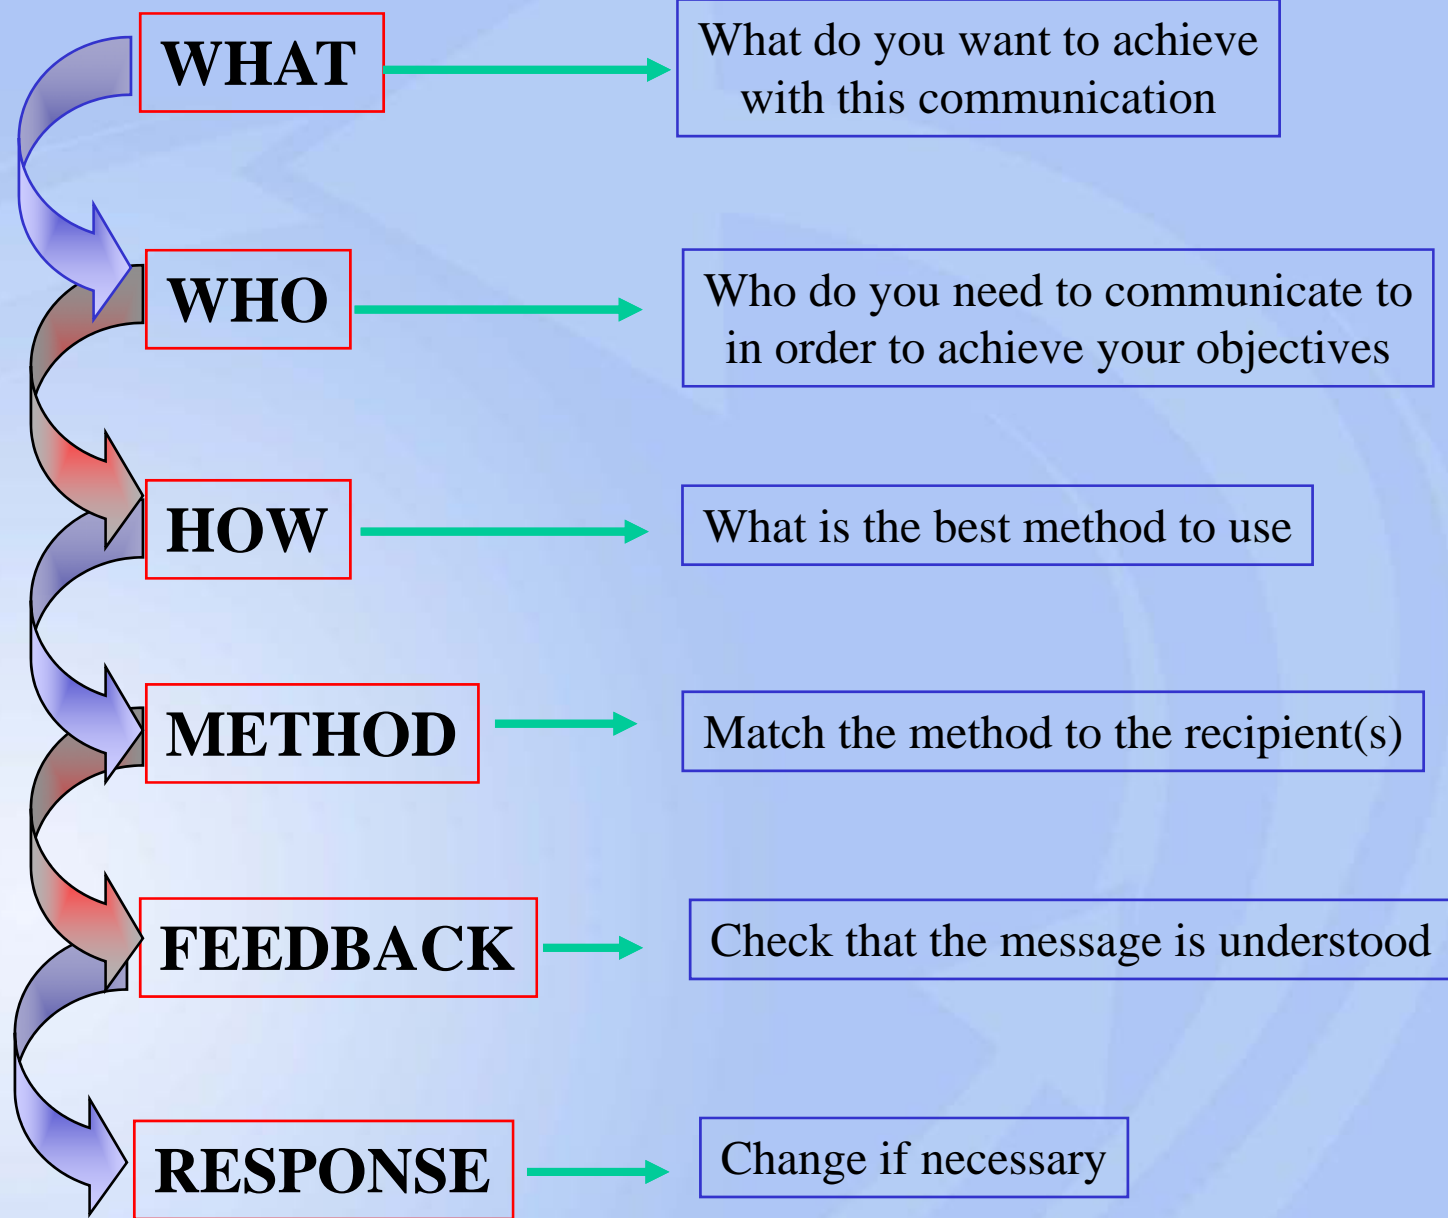 WHAT
What do you want to achieve
with this communication
WHO
Who do you need to communicate to
in order to achieve your objectives
HOW
What is the best method to use
METHOD
Match the method to the recipient(s)
FEEDBACK
Check that the message is understood
RESPONSE
Change if necessary